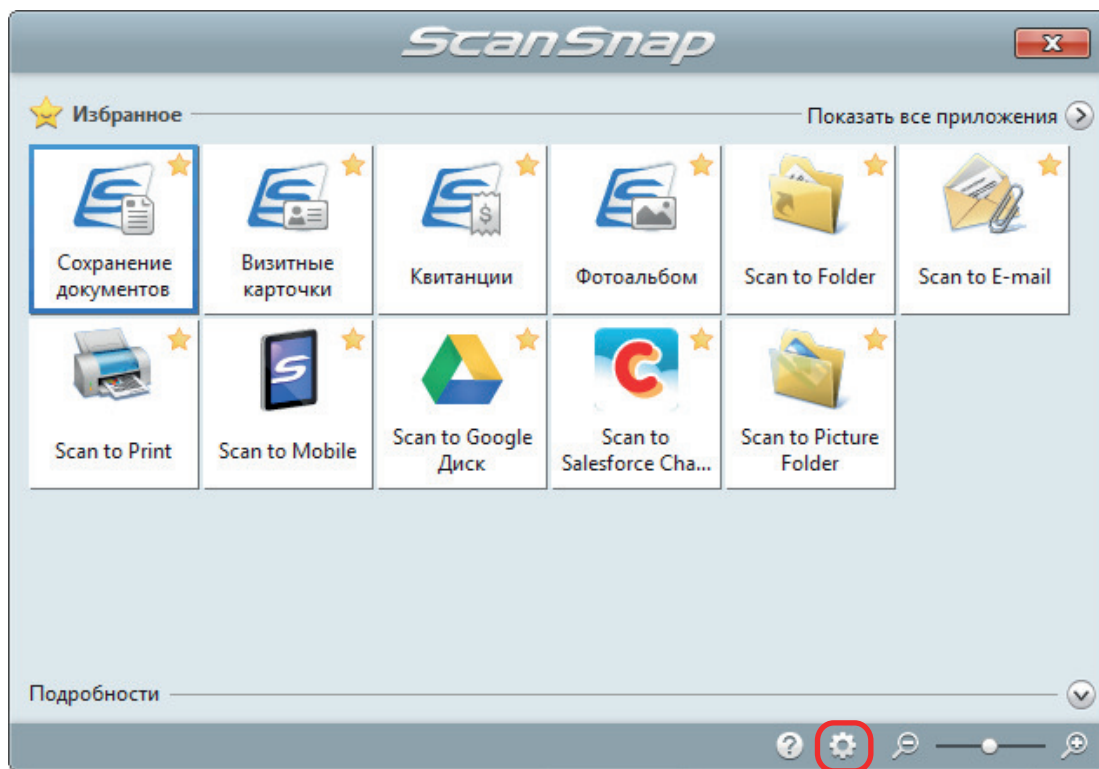 ScanSnap
Избранное
Показать все приложения
Сохранение
документов
Визитные
карточки
Квитанции
Фотоальбом
Scan to Folder
Scan to E-mail
Scan to Print
Scan to Mobile
Scan to Google
Диск
Scan to
Salesforce Cha...
Scan to Picture
Folder
Подробности